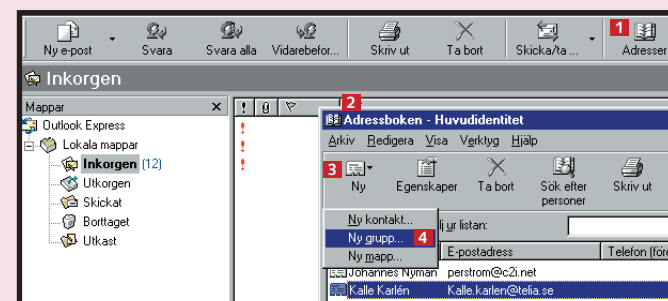 Ny e-post Svara Svara alla Vidarebefor... Skriv ut Ta bort Skicka/ta ... 1 Adresser
Inkorgen
Mappar
Outlook Express
Lokala mappar
Inkorgen (12)
Utkorgen
Skickat
Borttaget
Utkast
! !
!
!
2
Adressboken - Huvudidentitet
Arkiv Redigera Visa Verktyg Hjälp
3
Ny Egenskaper Ta bort Sök efter personer Skriv ut
Ny kontakt...
Ny grupp... 4
Ny mapp...
lj ur listan:
E-postadress Telefon (före
Johannes Nyman perstrom@c2i.net
Kalle Karlén Kalle.karlen@telia.se